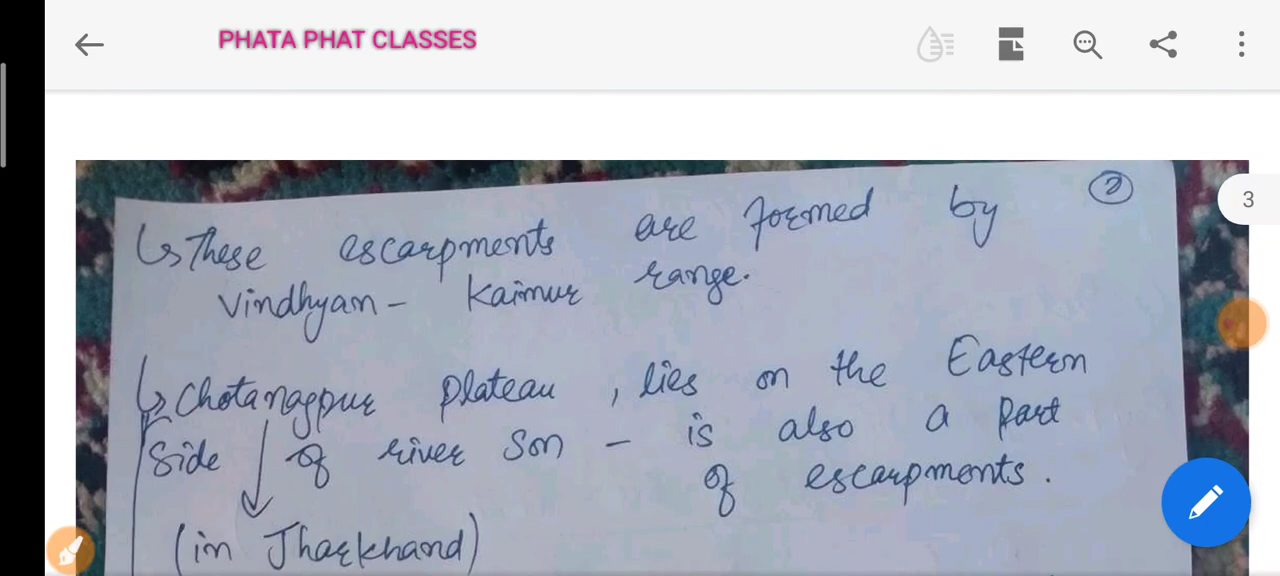 PHATA PHAT CLASSES
3
2
↳ These escarpments are formed by
Vindhyan - Kaimur range.
↳ Chotanagpur plateau, lies on the Eastern
Side of river Son - is also a part
of escarpments.
(in Jharkhand)